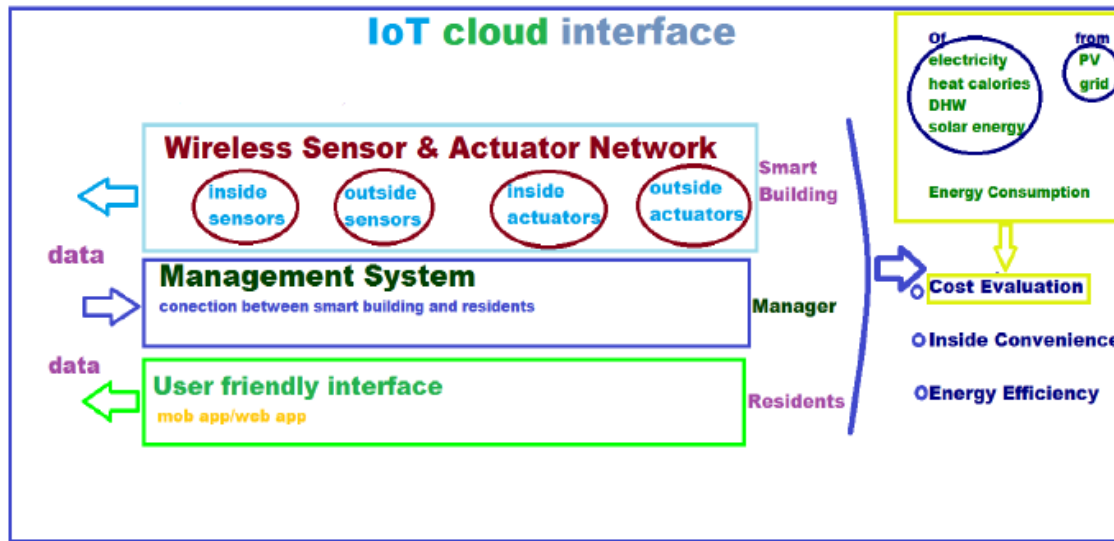 IoT cloud interface
Wireless Sensor & Actuator Network
inside
sensors
outside
sensors
inside
actuators
outside
actuators
Smart
Building
data
Management System
conection between smart building and residents
Manager
data
User friendly interface
mob app/web app
Residents
Of
electricity
heat calories
DHW
solar energy
from
PV
grid
Energy Consumption
Cost Evaluation
Inside Convenience
Energy Efficiency